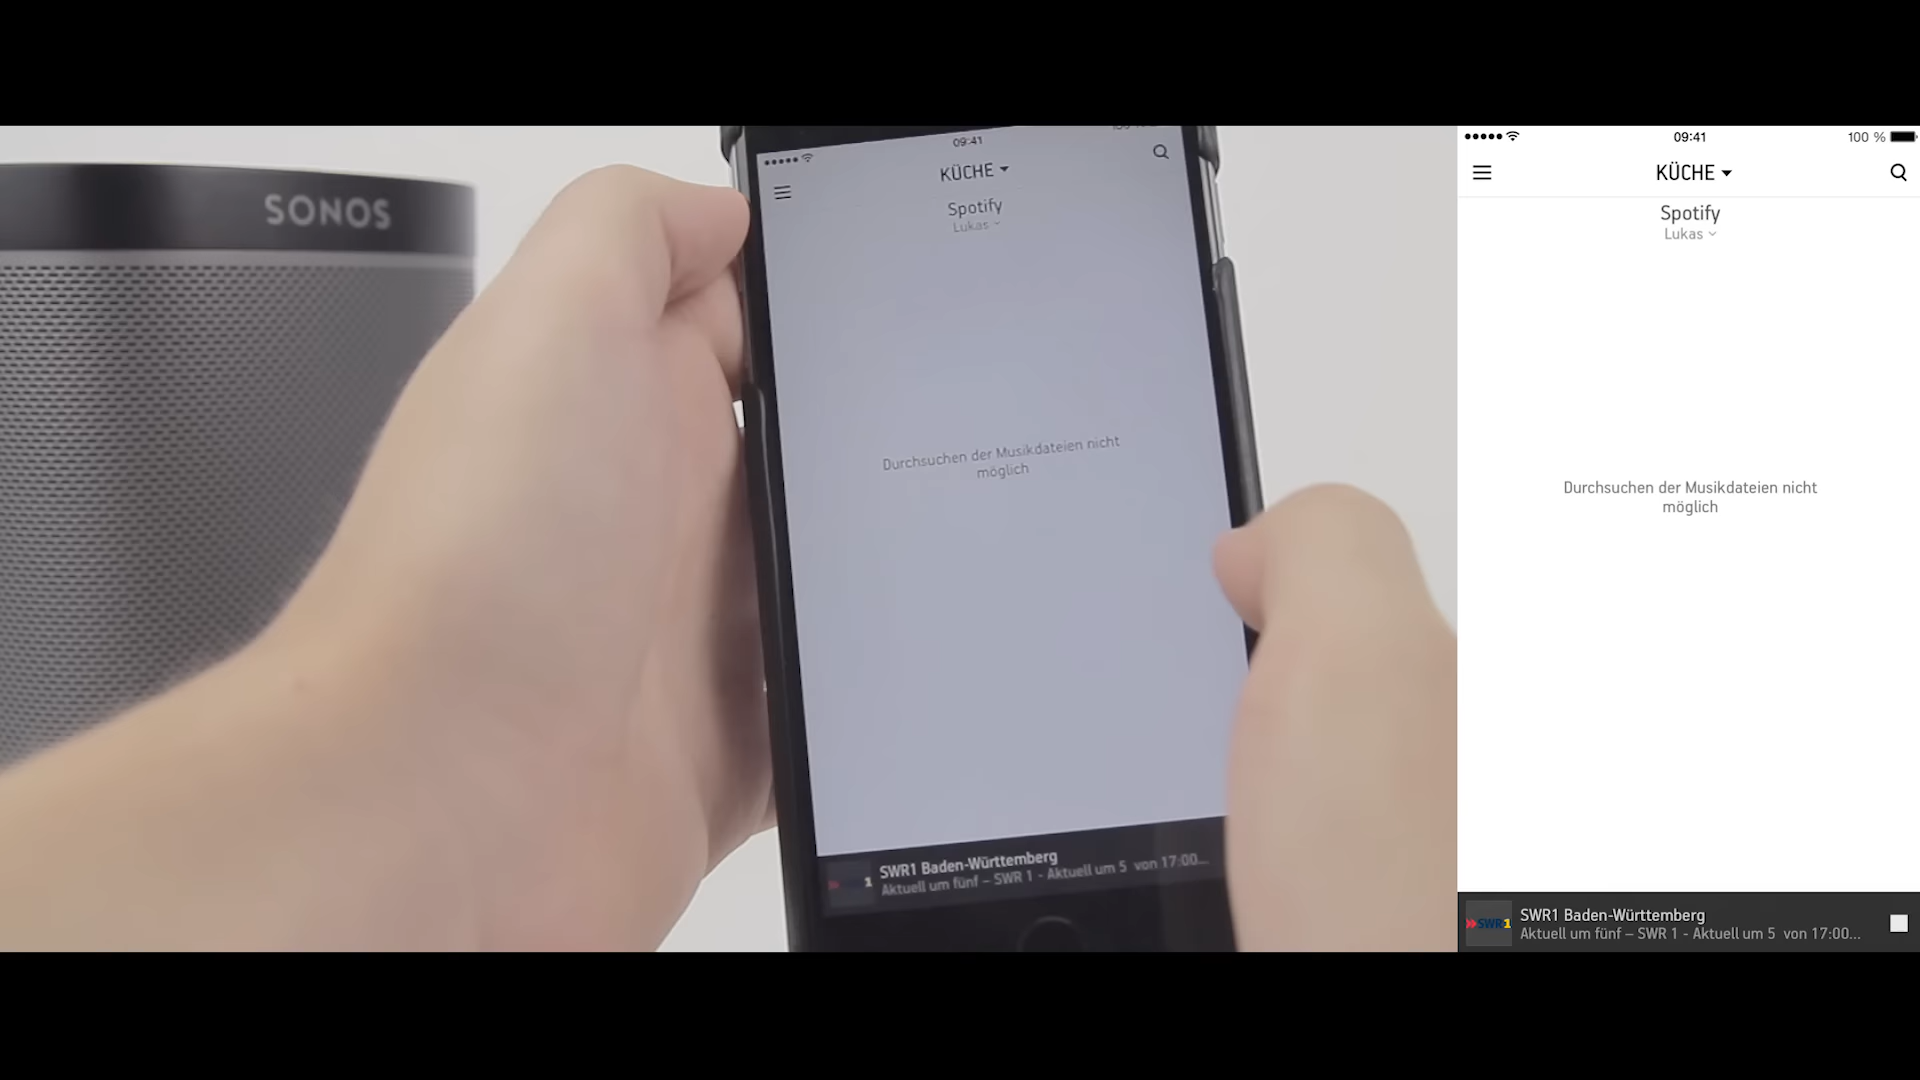 SONOS
09:41
KÜCHE
Spotify
Lukas
Durchsuchen der Musikdateien nicht
möglich
1
SWR1 Baden-Württemberg
Aktuell um fünf – SWR 1 - Aktuell um 5 von 17:00...
09:41
100 %
KÜCHE
Spotify
Lukas
Durchsuchen der Musikdateien nicht
möglich
SWR1
SWR1 Baden-Württemberg
Aktuell um fünf – SWR 1 - Aktuell um 5 von 17:00...